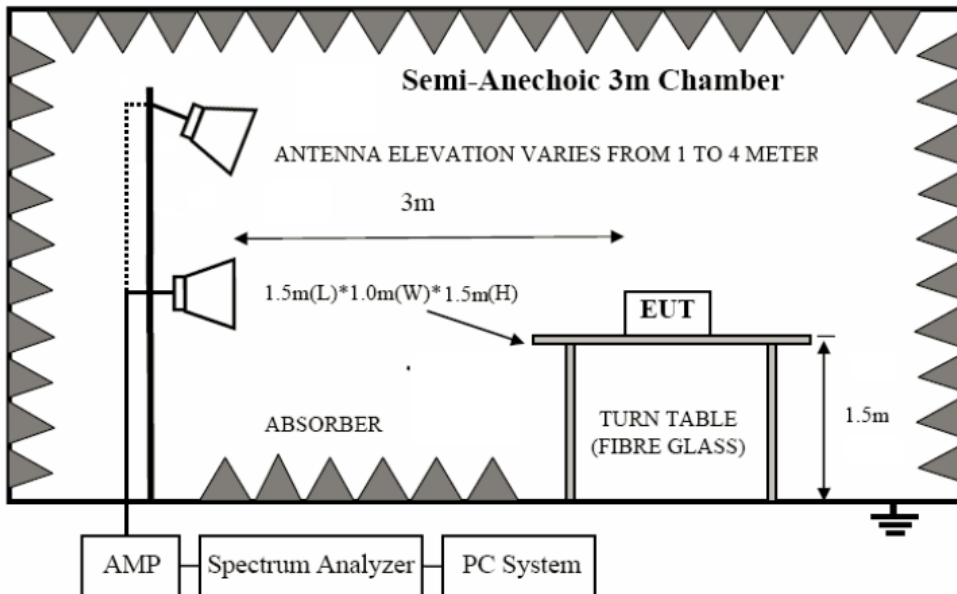 Semi-Anechoic 3m Chamber
ANTENNA ELEVATION VARIES FROM 1 TO 4 METER
3m
1.5m(L)*1.0m(W)*1.5m(H)
EUT
1.5m
ABSORBER
TURN TABLE
(FIBRE GLASS)
AMP
Spectrum Analyzer
PC System